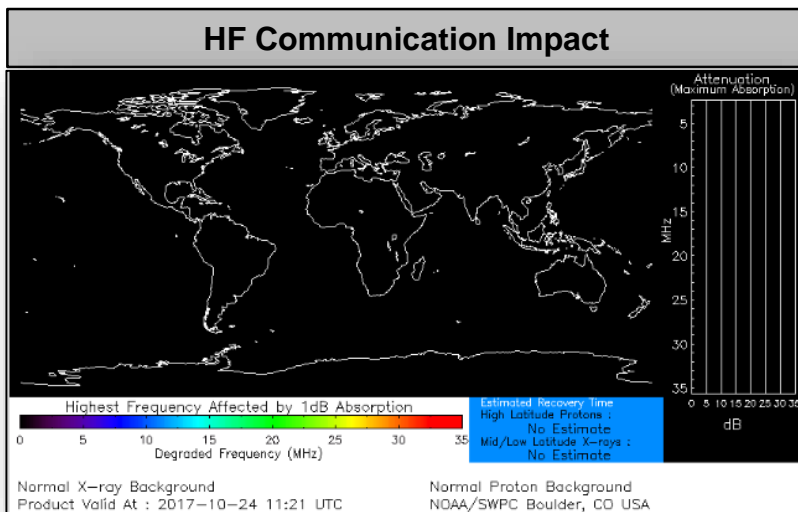 HF Communication Impact
Attenuation
(Maximum Absorption)
5
10
15
20
25
30
35
MHz
0 5 10 15 20 25 30 35
dB
Highest Frequency Affected by 1dB Absorption
0 5 10 15 20 25 30 35
Degraded Frequency (MHz)
Estimated Recovery Time
High Latitude Protons :
No Estimate
Mid/Low Latitude X-rays :
No Estimate
Normal X-ray Background
Normal Proton Background
Product Valid At : 2017-10-24 11:21 UTC
NOAA/SWPC Boulder, CO USA